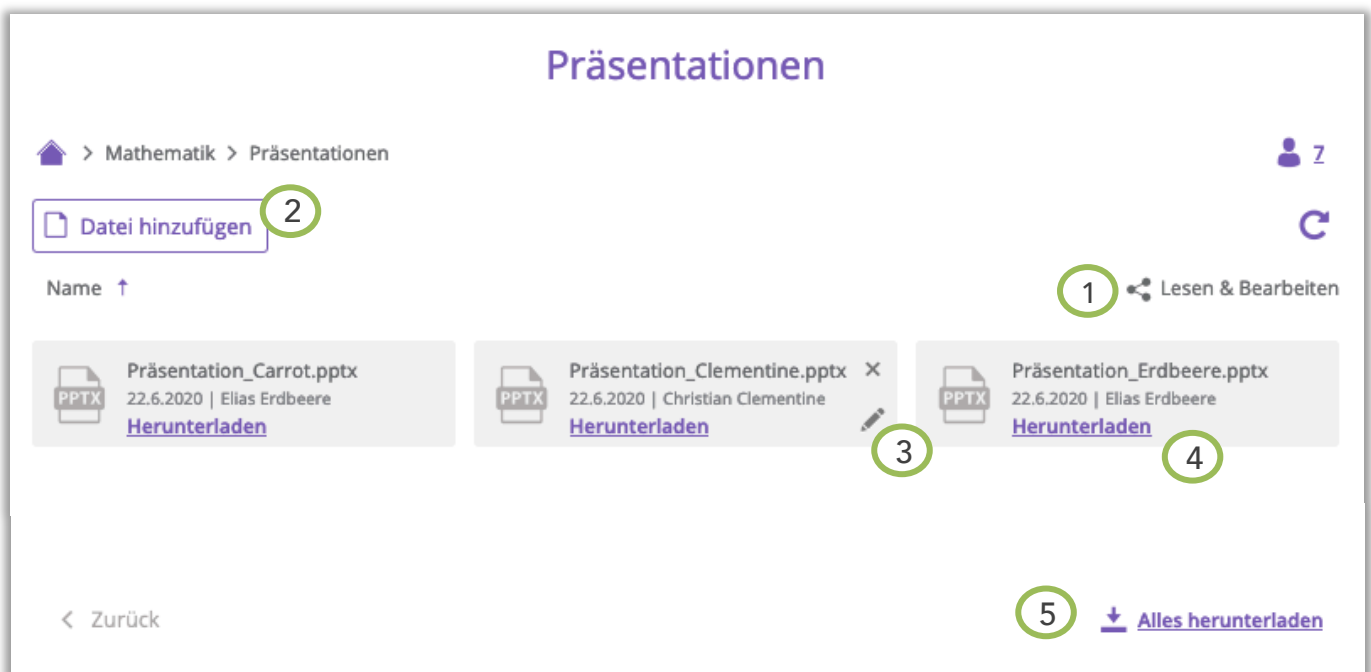 Präsentationen
> Mathematik > Präsentationen
7
Datei hinzufügen
2
Name ↑
1
Lesen & Bearbeiten
PPTX
Präsentation_Carrot.pptx
22.6.2020 | Elias Erdbeere
Herunterladen
PPTX
Präsentation_Clementine.pptx ×
22.6.2020 | Christian Clementine
Herunterladen
3
PPTX
Präsentation_Erdbeere.pptx
22.6.2020 | Elias Erdbeere
Herunterladen
4
< Zurück
5
Alles herunterladen